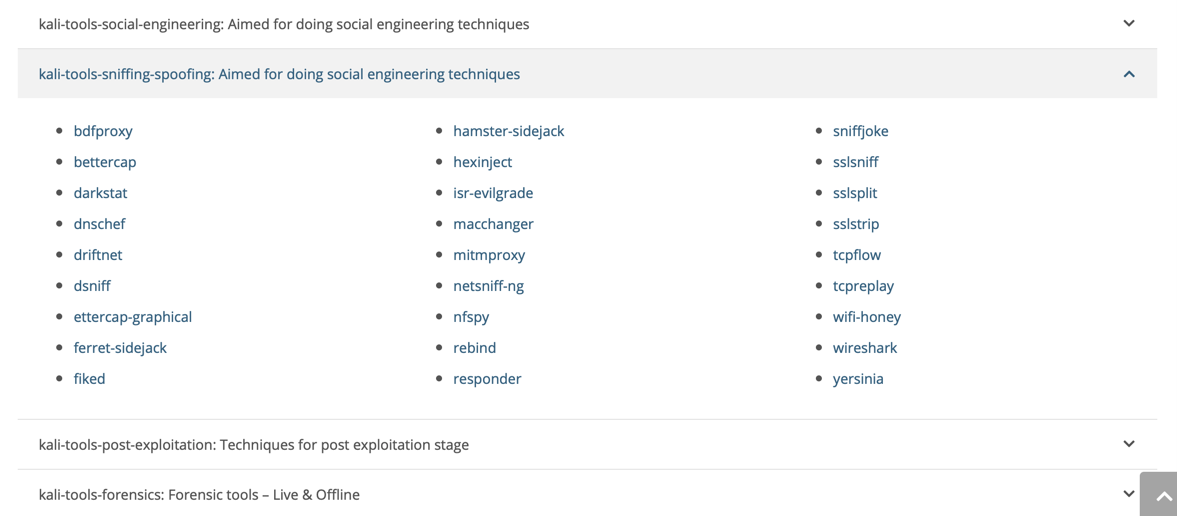 kali-tools-social-engineering: Aimed for doing social engineering techniques
kali-tools-sniffing-spoofing: Aimed for doing social engineering techniques
bdfproxy
bettercap
darkstat
dnschef
driftnet
dsniff
ettercap-graphical
ferret-sidejack
fiked
hamster-sidejack
hexinject
isr-evilgrade
macchanger
mitmproxy
netsniff-ng
nfspy
rebind
responder
sniffjoke
sslsniff
sslsplit
sslstrip
tcpflow
tcpreplay
wifi-honey
wireshark
yersinia
kali-tools-post-exploitation: Techniques for post exploitation stage
kali-tools-forensics: Forensic tools – Live & Offline